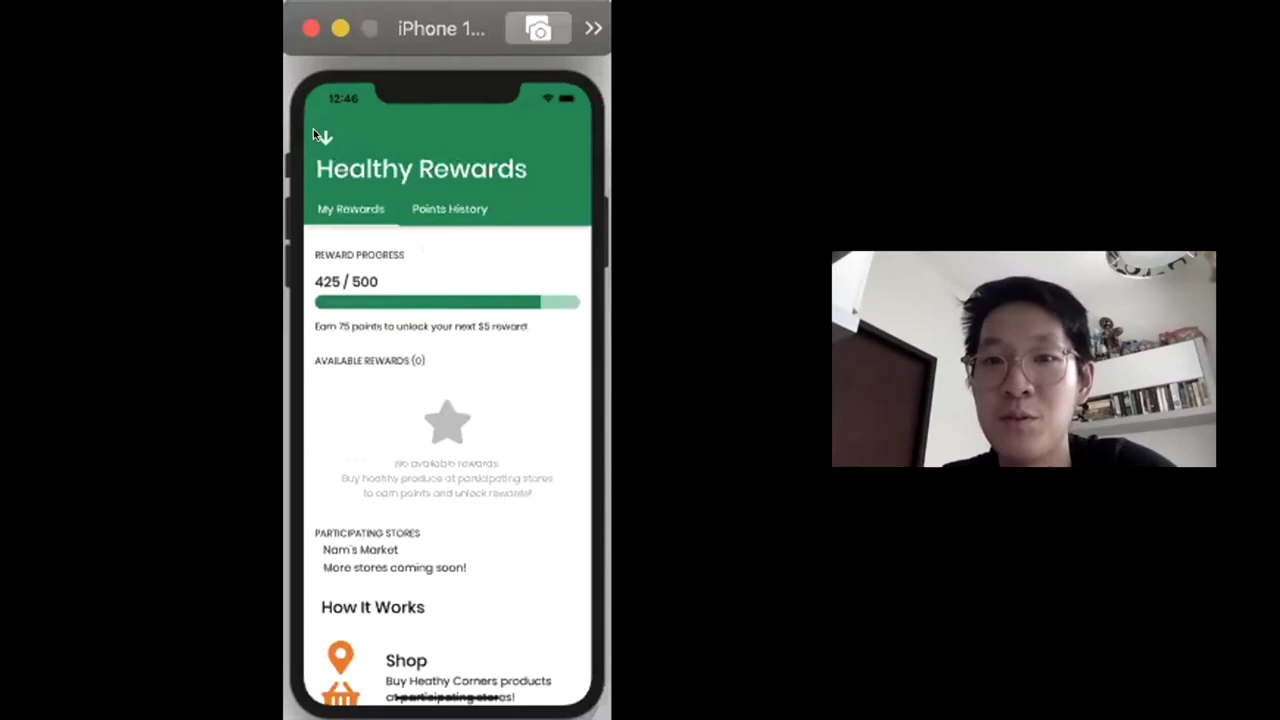 iPhone 1...
12:46
Healthy Rewards
My Rewards
Points History
REWARD PROGRESS
425 / 500
Earn 75 points to unlock your next $5 reward
AVAILABLE REWARDS (0)
No available rewards
Buy healthy produce at participating stores
to earn points and unlock rewards!
PARTICIPATING STORES
Nam's Market
More stores coming soon!
How It Works
Shop
Buy Heathy Corners products
at participating stores!